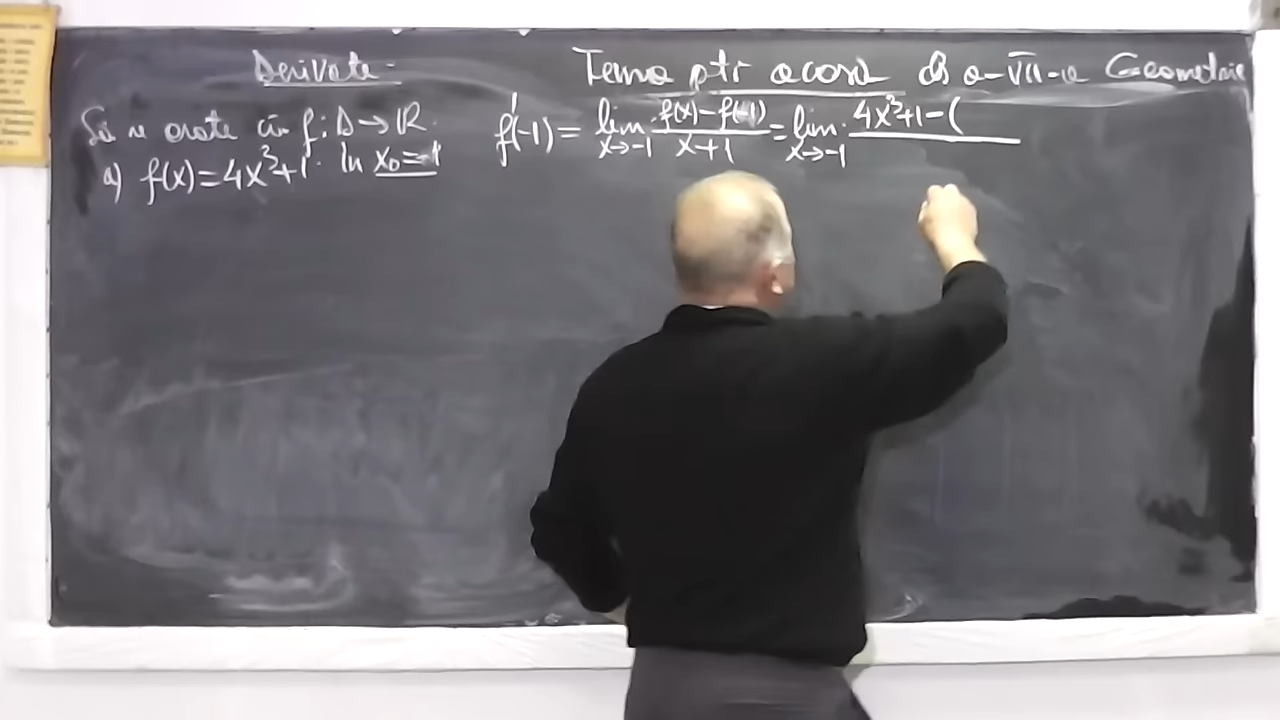 Derivate
Temă ptr acasă cls a-VII-a Geometrie
Să se arate că f: D→R.
a) f(x)=4x³+1. În x₀=-1
f'(-1)= lim x→-1 (f(x)-f(-1))/(x+1) = lim x→-1 4x³+1-(